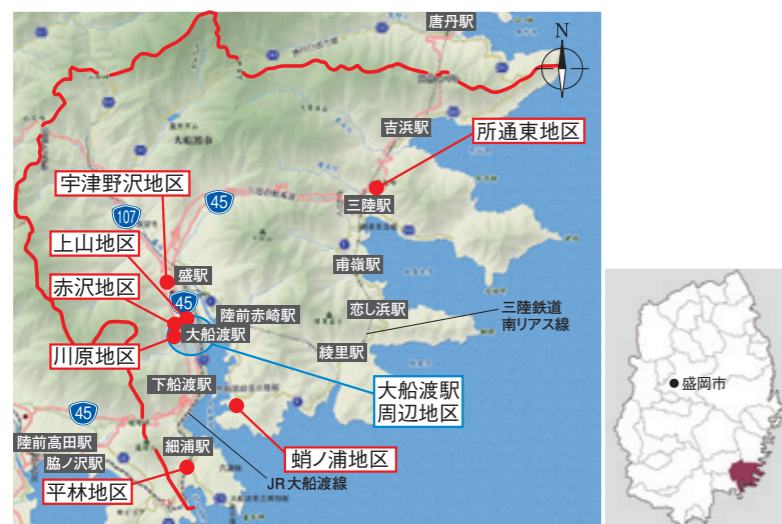 唐丹駅
N
吉浜駅
所通東地区
宇津野沢地区
45
三陸駅
107
上山地区
甫嶺駅
盛駅
赤沢地区
45
陸前赤崎駅
恋し浜駅
三陸鉄道
南リアス線
大船渡駅
川原地区
綾里駅
下船渡駅
大船渡駅
周辺地区
盛岡市
45
陸前高田駅
細浦駅
蛸ノ浦地区
脇ノ沢駅
平林地区
JR大船渡線